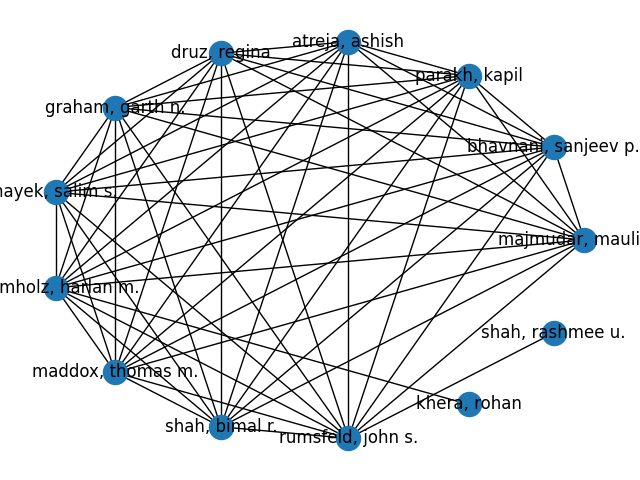 atreja, ashish
druz, regina
parakh, kapil
graham, garth n.
bhavnani, sanjeev p.
hayek, salim s.
majmudar, mauli
mholz, harlan m.
shah, rashmee u.
maddox, thomas m.
khera, rohan
shah, bimal r.
rumsfeld, john s.